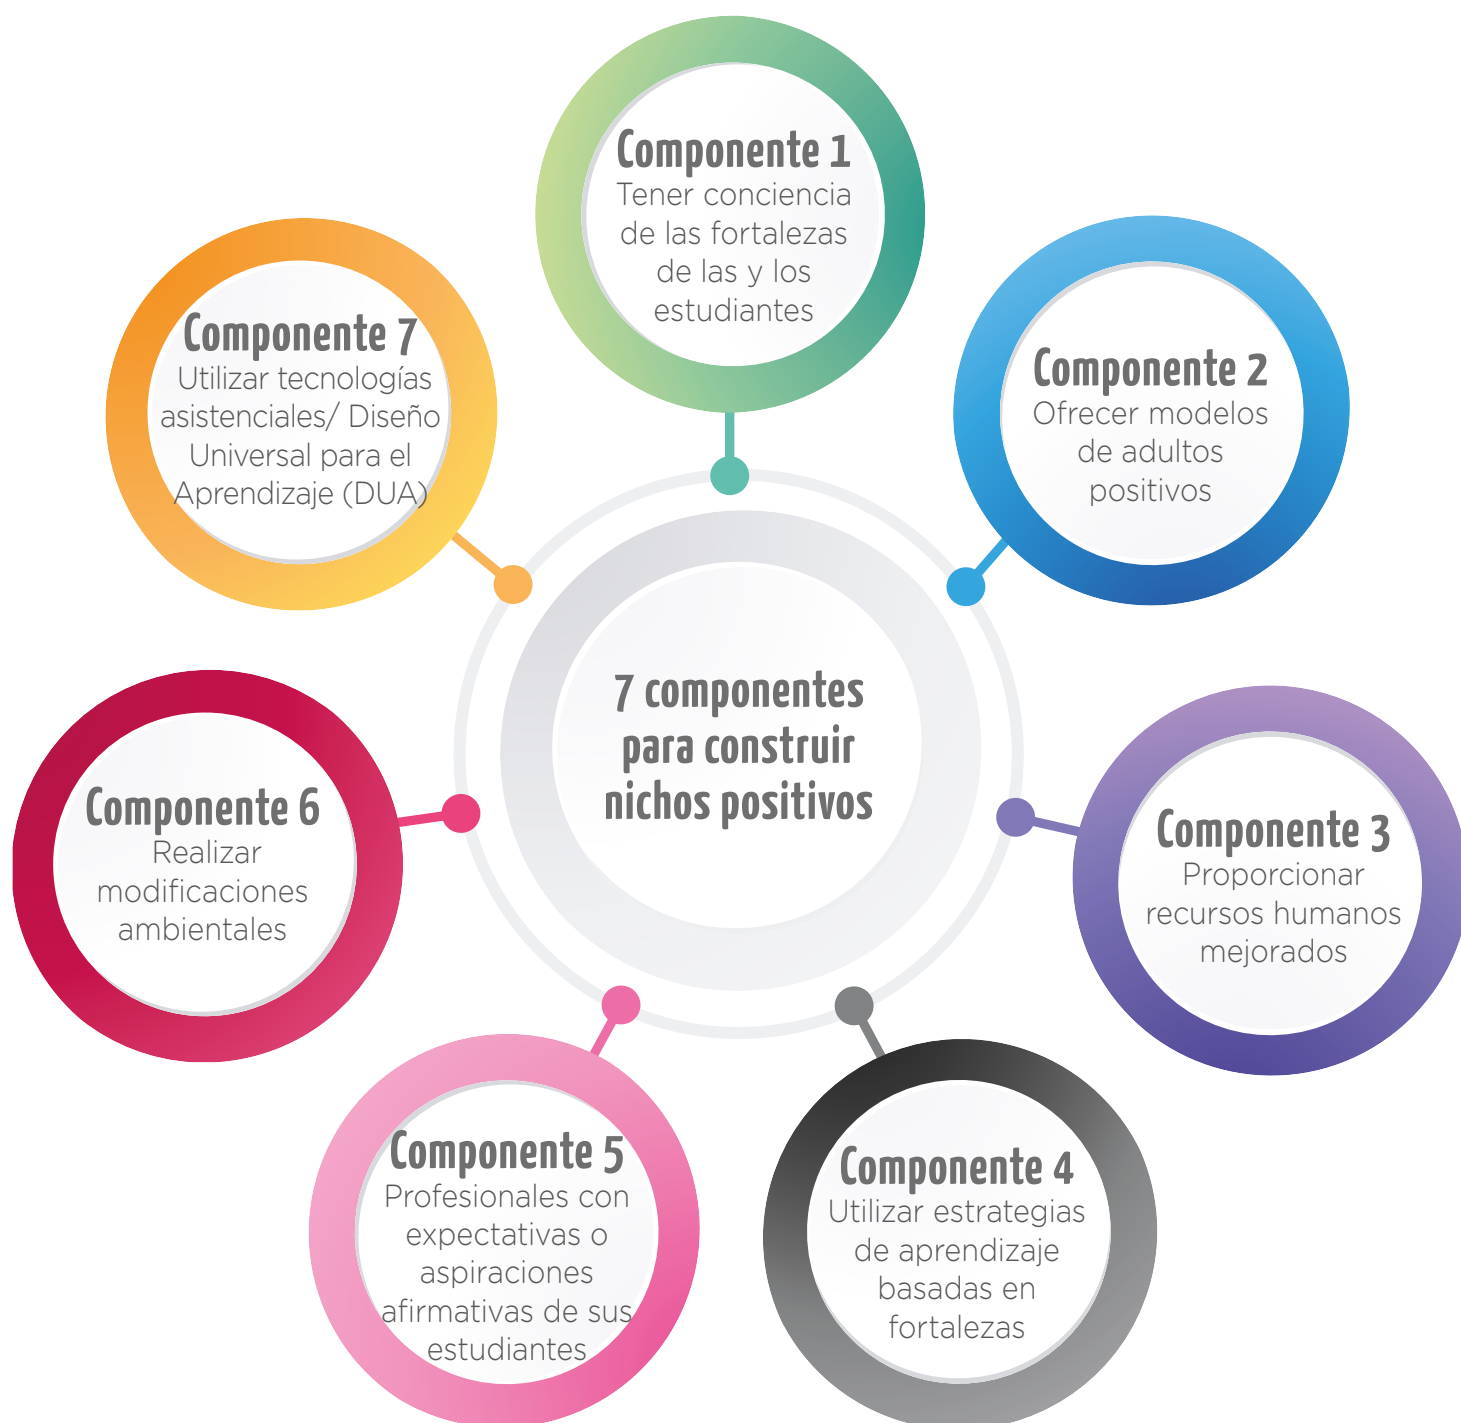 Componente 1
Tener conciencia
de las fortalezas
de las y los
estudiantes
Componente 2
Ofrecer modelos
de adultos
positivos
Componente 3
Proporcionar
recursos humanos
mejorados
Componente 4
Utilizar estrategias
de aprendizaje
basadas en
fortalezas
Componente 5
Profesionales con
expectativas o
aspiraciones
afirmativas de sus
estudiantes
Componente 6
Realizar
modificaciones
ambientales
Componente 7
Utilizar tecnologías
asistenciales/ Diseño
Universal para el
Aprendizaje (DUA)
7 componentes
para construir
nichos positivos